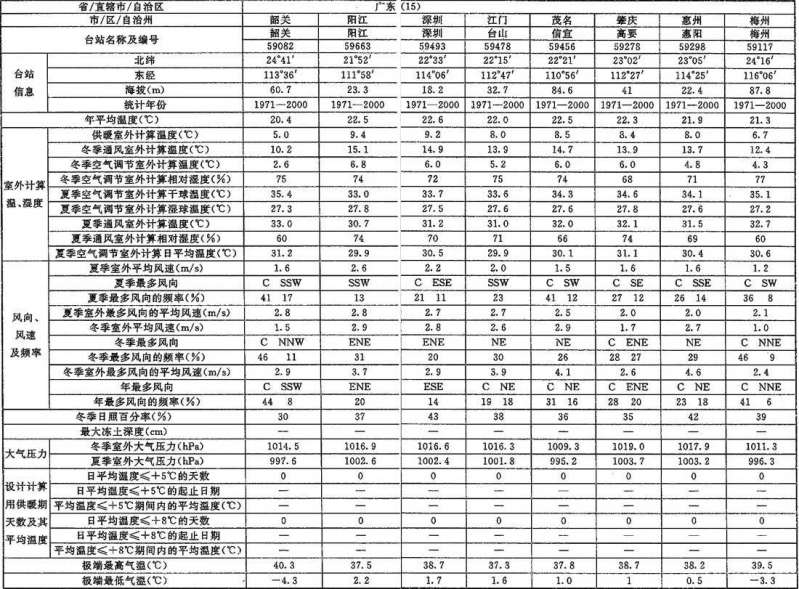 省/直辖市/自治区 广东(15)
市/区/自治州 韶关 阳江 深圳 江门 茂名 肇庆 惠州 梅州
台站名称及编号 韶关 阳江 深圳 台山 信宜 高要 惠阳 梅州
59082 59663 59493 59478 59456 59278 59298 59117
台站信息
北纬 24°41′ 21°52′ 22°33′ 22°15′ 22°21′ 23°02′ 23°05′ 24°16′
东经 113°36′ 111°58′ 114°06′ 112°47′ 110°56′ 112°27′ 114°25′ 116°06′
海拔(m) 60.7 23.3 18.2 32.7 84.6 41 22.4 87.8
统计年份 1971—2000 1971—2000 1971—2000 1971—2000 1971—2000 1971—2000 1971—2000 1971—2000
年平均温度(℃) 20.4 22.5 22.6 22.0 22.5 22.3 21.9 21.3
室外计算温、湿度
供暖室外计算温度(℃) 5.0 9.4 9.2 8.0 8.5 8.4 8.0 6.7
冬季通风室外计算温度(℃) 10.2 15.1 14.9 13.9 14.7 13.9 13.7 12.4
冬季空气调节室外计算温度(℃) 2.6 6.8 6.0 5.2 6.0 6.0 4.8 4.3
冬季空气调节室外计算相对湿度(%) 75 74 72 75 74 68 71 77
夏季空气调节室外计算干球温度(℃) 35.4 33.0 33.7 33.6 34.3 34.6 34.1 35.1
夏季空气调节室外计算湿球温度(℃) 27.3 27.8 27.5 27.6 27.6 27.8 27.6 27.2
夏季通风室外计算温度(℃) 33.0 30.7 31.2 31.0 32.0 32.1 31.5 32.7
夏季通风室外计算相对湿度(%) 60 74 70 71 66 74 69 60
夏季空气调节室外计算日平均温度(℃) 31.2 29.9 30.5 29.9 30.1 31.1 30.4 30.6
风向、风速及频率
夏季室外平均风速(m/s) 1.6 2.6 2.2 2.0 1.5 1.6 1.6 1.2
夏季最多风向 C SSW SSW C ESE SSW C SW C SE C SSE C SW
夏季最多风向的频率(%) 41 17 13 21 11 23 41 12 27 12 26 14 36 8
夏季室外最多风向的平均风速(m/s) 2.8 2.8 2.7 2.7 2.5 2.0 2.0 2.1
冬季室外平均风速(m/s) 1.5 2.9 2.8 2.6 2.9 1.7 2.7 1.0
冬季最多风向 C NNW ENE ENE NE NE C ENE NE C NNE
冬季最多风向的频率(%) 46 11 31 20 30 26 28 27 29 46 9
冬季室外最多风向的平均风速(m/s) 2.9 3.7 2.9 3.9 4.1 2.6 4.6 2.4
年最多风向 C SSW ENE ESE C NE C NE C ENE C NE C NNE
年最多风向的频率(%) 44 8 20 14 19 18 31 16 28 20 23 18 41 6
冬季日照百分率(%) 30 37 43 38 36 35 42 39
最大冻土深度(cm) — — — — — — — —
大气压力
冬季室外大气压力(hPa) 1014.5 1016.9 1016.6 1016.3 1009.3 1019.0 1017.9 1011.3
夏季室外大气压力(hPa) 997.6 1002.6 1002.4 1001.8 995.2 1003.7 1003.2 996.3
设计计算用供暖期天数及其平均温度
日平均温度≤+5℃的天数 0 0 0 0 0 0 0 0
日平均温度≤+5℃的起止日期 — — — — — — — —
平均温度≤+5℃期间内的平均温度(℃) — — — — — — — —
日平均温度≤+8℃的天数 0 0 0 0 0 0 0 0
日平均温度≤+8℃的起止日期 — — — — — — — —
平均温度≤+8℃期间内的平均温度(℃) — — — — — — — —
极端最高气温(℃) 40.3 37.5 38.7 37.3 37.8 38.7 38.2 39.5
极端最低气温(℃) −4.3 2.2 1.7 1.6 1.0 1 0.5 −3.3